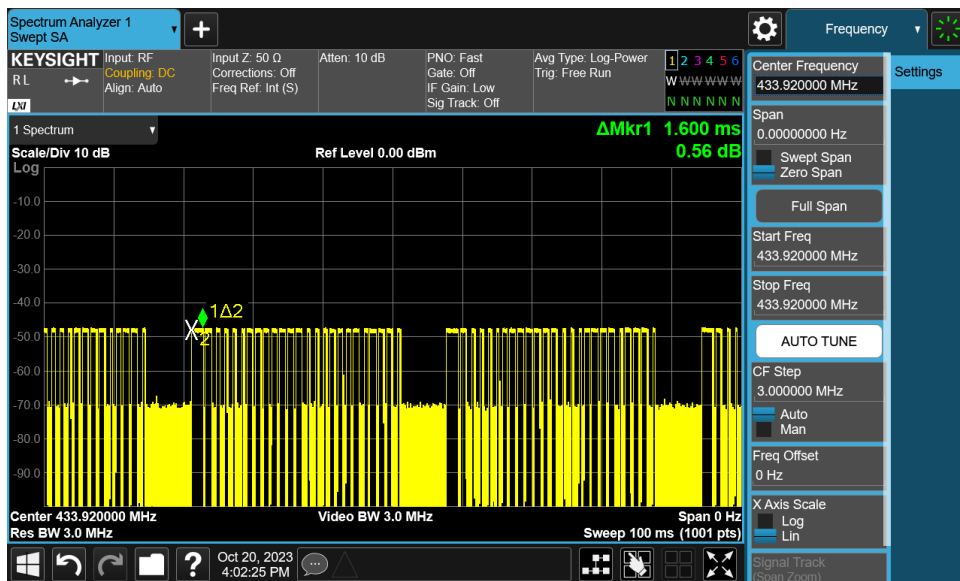 Spectrum Analyzer 1
Swept SA
+
Frequency
KEYSIGHT
R L
LXI
Input: RF
Coupling: DC
Align: Auto
Input Z: 50 Ω
Corrections: Off
Freq Ref: Int (S)
Atten: 10 dB
PNO: Fast
Gate: Off
IF Gain: Low
Sig Track: Off
Avg Type: Log-Power
Trig: Free Run
1 2 3 4 5 6
W W W W W W
N N N N N N
1 Spectrum
ΔMkr1 1.600 ms
0.56 dB
Scale/Div 10 dB
Ref Level 0.00 dBm
Log
-10.0
-20.0
-30.0
-40.0
-50.0
-60.0
-70.0
-80.0
-90.0
1Δ2
X
2
Center 433.920000 MHz
Video BW 3.0 MHz
Span 0 Hz
Res BW 3.0 MHz
Sweep 100 ms (1001 pts)
?
Oct 20, 2023
4:02:25 PM
Center Frequency
433.920000 MHz
Span
0.00000000 Hz
Swept Span
Zero Span
Full Span
Start Freq
433.920000 MHz
Stop Freq
433.920000 MHz
AUTO TUNE
CF Step
3.000000 MHz
Auto
Man
Freq Offset
0 Hz
X Axis Scale
Log
Lin
Signal Track
(Span Zoom)
Settings